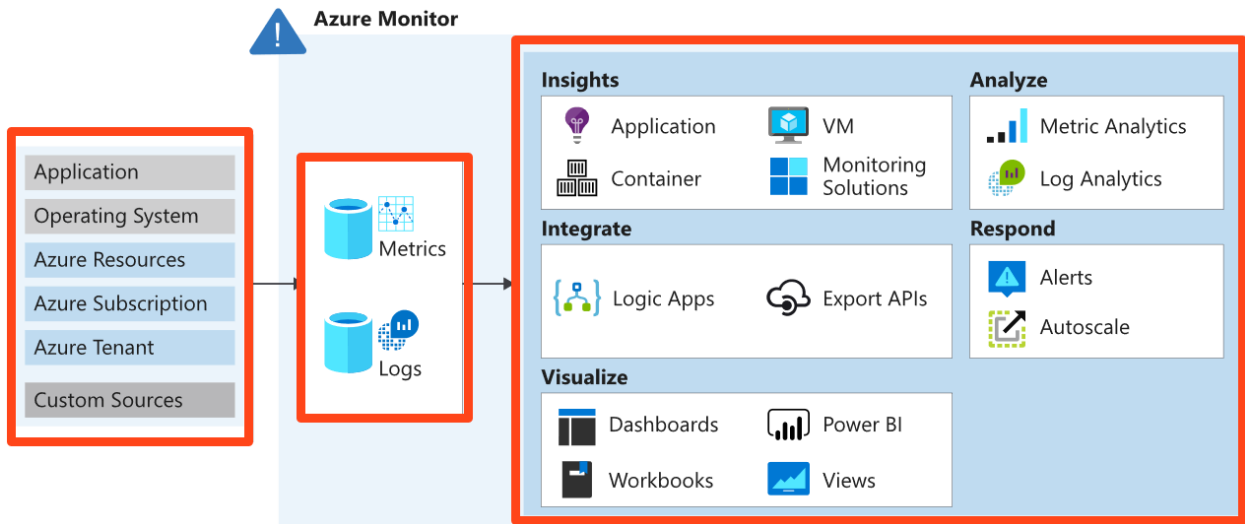 Azure Monitor
Application
Operating System
Azure Resources
Azure Subscription
Azure Tenant
Custom Sources
Metrics
Logs
Insights
Application
VM
Container
Monitoring
Solutions
Analyze
Metric Analytics
Log Analytics
Integrate
Logic Apps
Export APIs
Respond
Alerts
Autoscale
Visualize
Dashboards
Power BI
Workbooks
Views